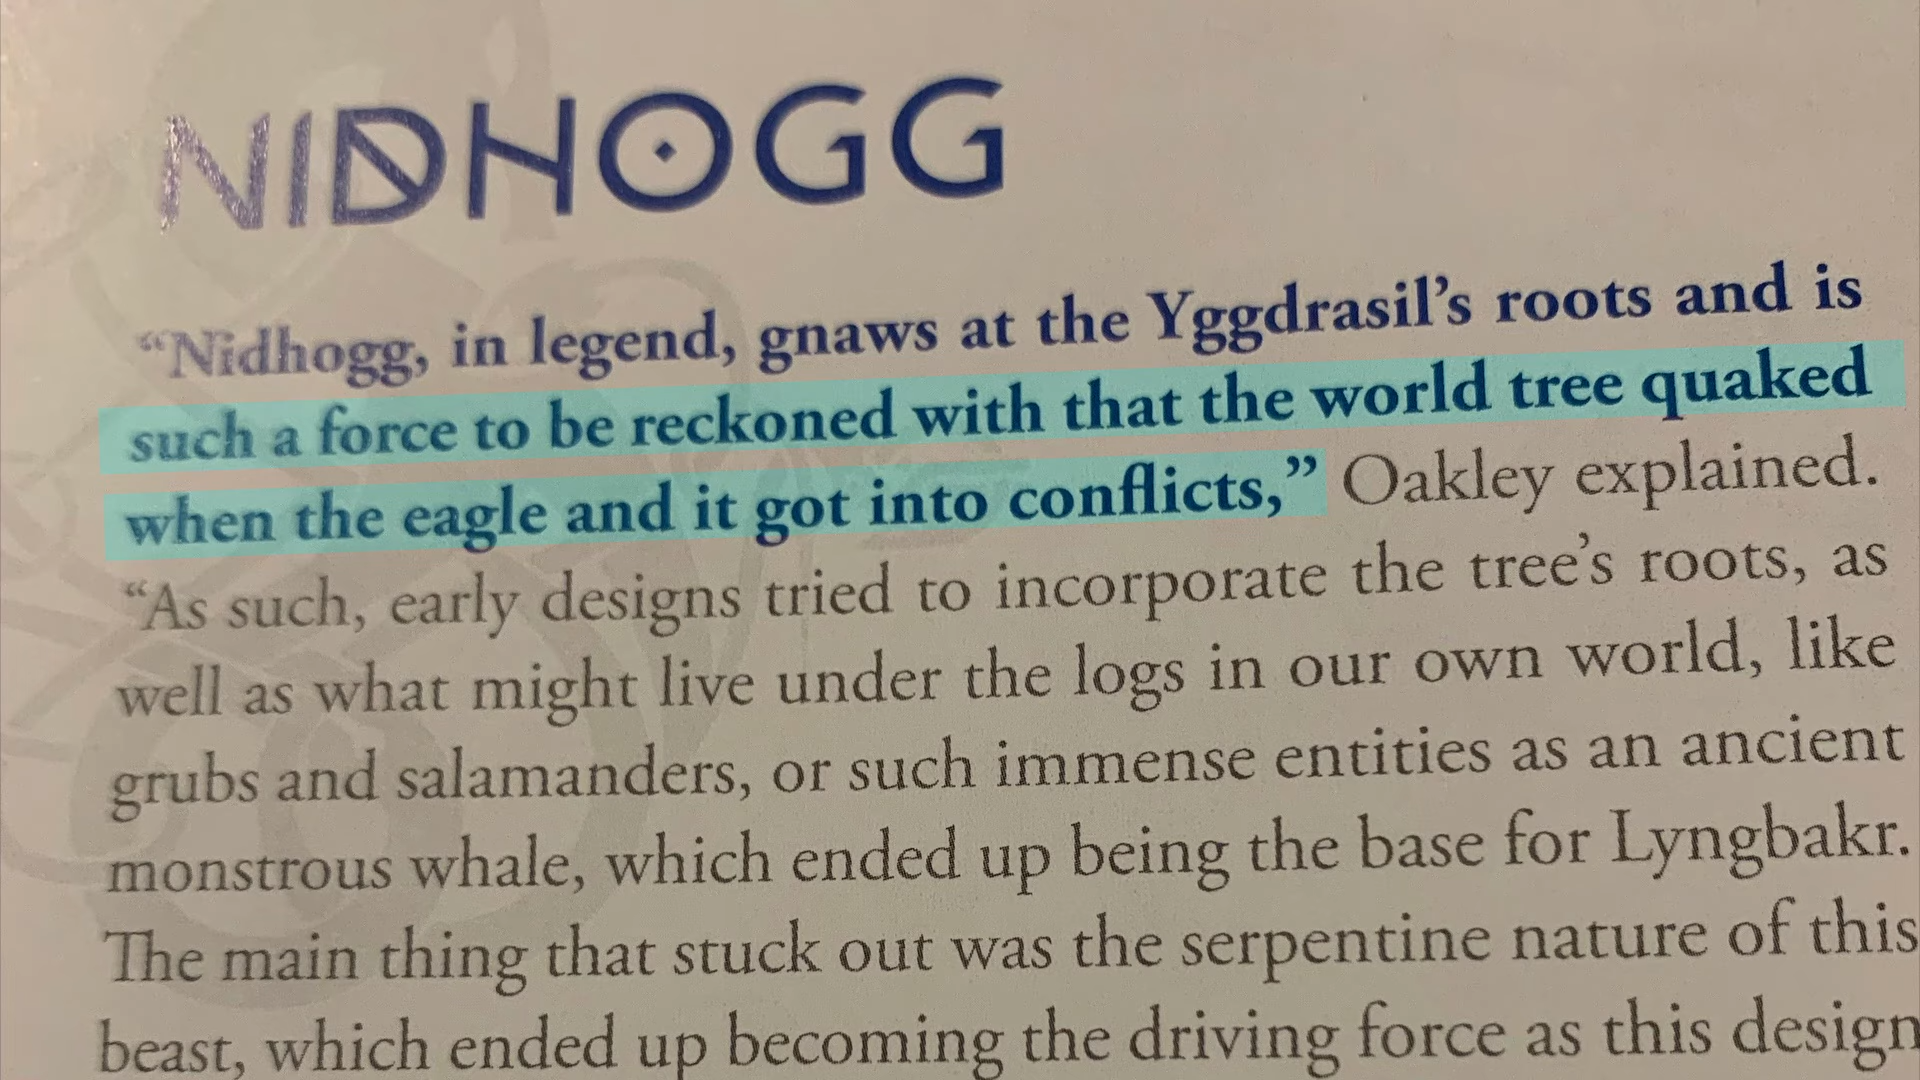 NIDHOGG
“Nidhogg, in legend, gnaws at the Yggdrasil’s roots and is
such a force to be reckoned with that the world tree quaked
when the eagle and it got into conflicts,” Oakley explained.
“As such, early designs tried to incorporate the tree’s roots, as
well as what might live under the logs in our own world, like
grubs and salamanders, or such immense entities as an ancient
monstrous whale, which ended up being the base for Lyngbakr.
The main thing that stuck out was the serpentine nature of this
beast, which ended up becoming the driving force as this design